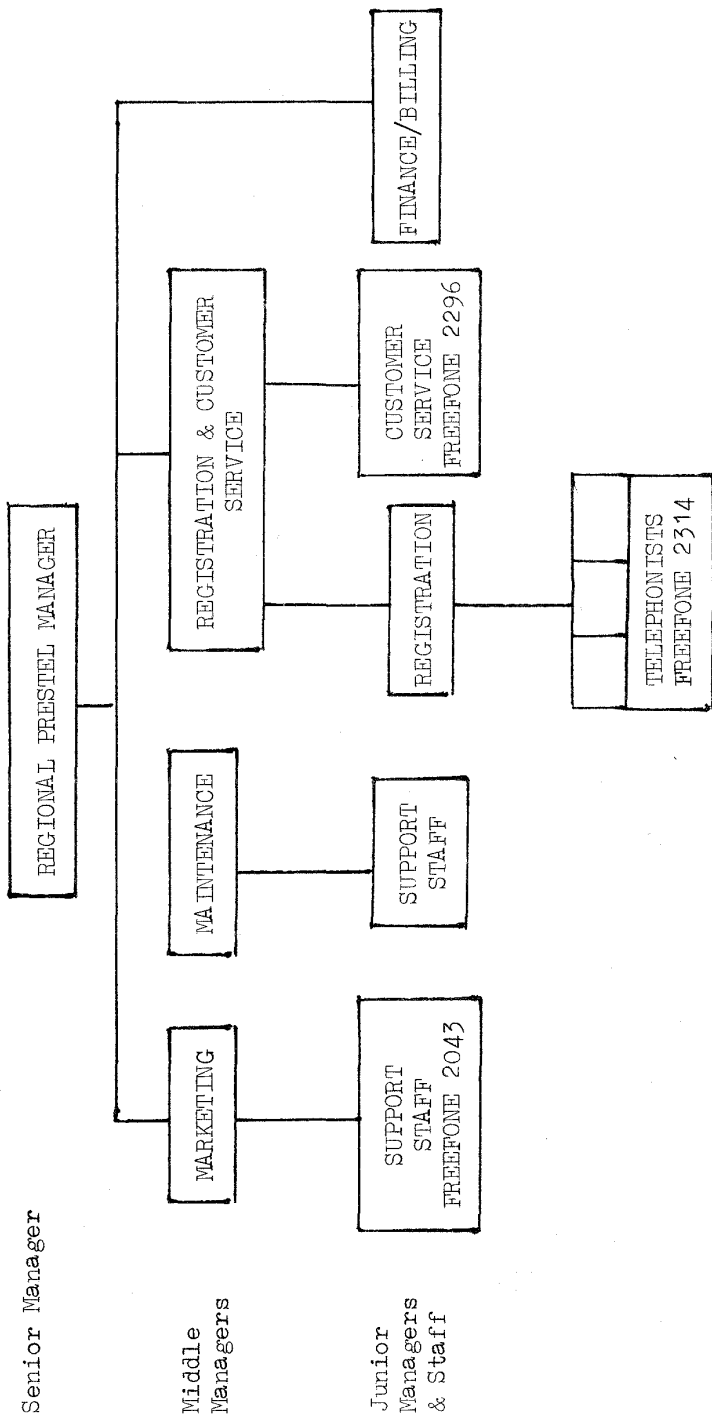 Senior Manager
REGIONAL PRESTEL MANAGER
Middle
Managers
MARKETING
MAINTENANCE
REGISTRATION & CUSTOMER
SERVICE
Junior
Managers
& Staff
SUPPORT
STAFF
FREEFONE 2043
SUPPORT
STAFF
REGISTRATION
CUSTOMER
SERVICE
FREEFONE 2296
FINANCE/BILLING
TELEPHONISTS
FREEFONE 2314